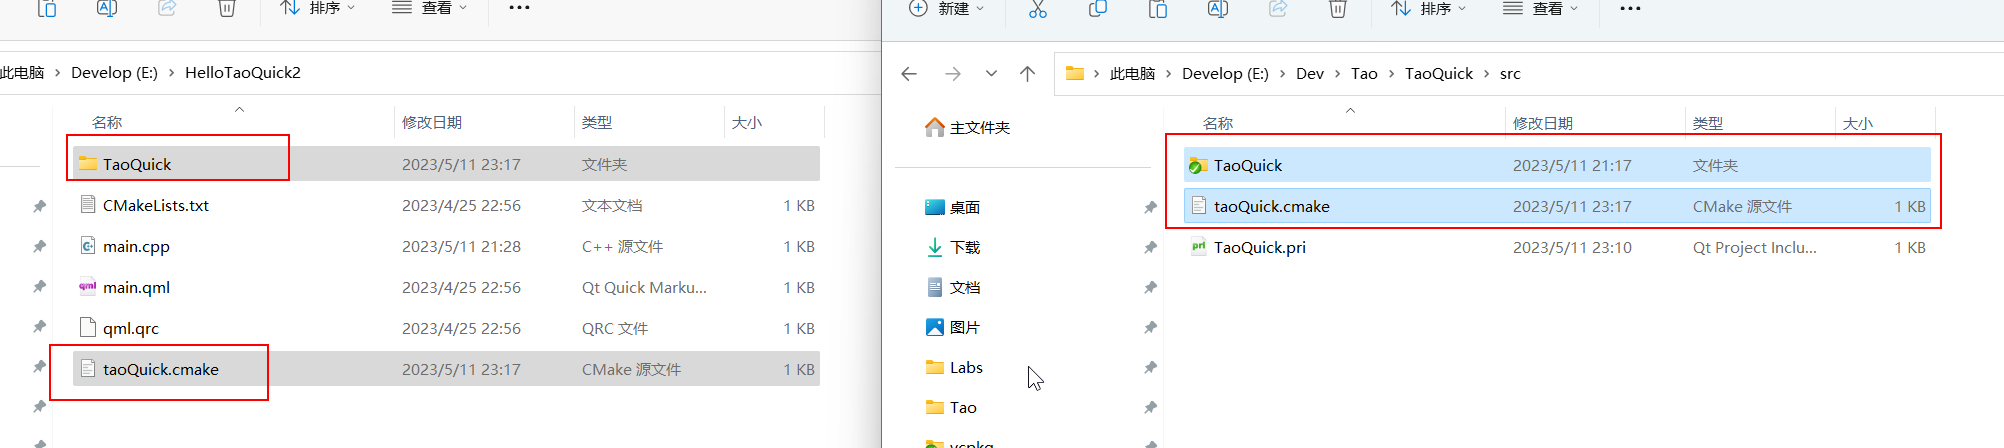 排序 查看
此电脑 Develop (E:) HelloTaoQuick2
名称 修改日期 类型 大小
TaoQuick 2023/5/11 23:17 文件夹
CMakeLists.txt 2023/4/25 22:56 文本文档 1 KB
main.cpp 2023/5/11 21:28 C++ 源文件 1 KB
main.qml 2023/4/25 22:56 Qt Quick Marku... 1 KB
qml.qrc 2023/4/25 22:56 QRC 文件 1 KB
taoQuick.cmake 2023/5/11 23:17 CMake 源文件 1 KB
新建 排序 查看
此电脑 Develop (E:) Dev Tao TaoQuick src
主文件夹
桌面
下载
文档
图片
Labs
Tao
vcpkg
名称 修改日期 类型 大小
TaoQuick 2023/5/11 21:17 文件夹
taoQuick.cmake 2023/5/11 23:17 CMake 源文件 1 KB
TaoQuick.pri 2023/5/11 23:10 Qt Project Inclu... 1 KB